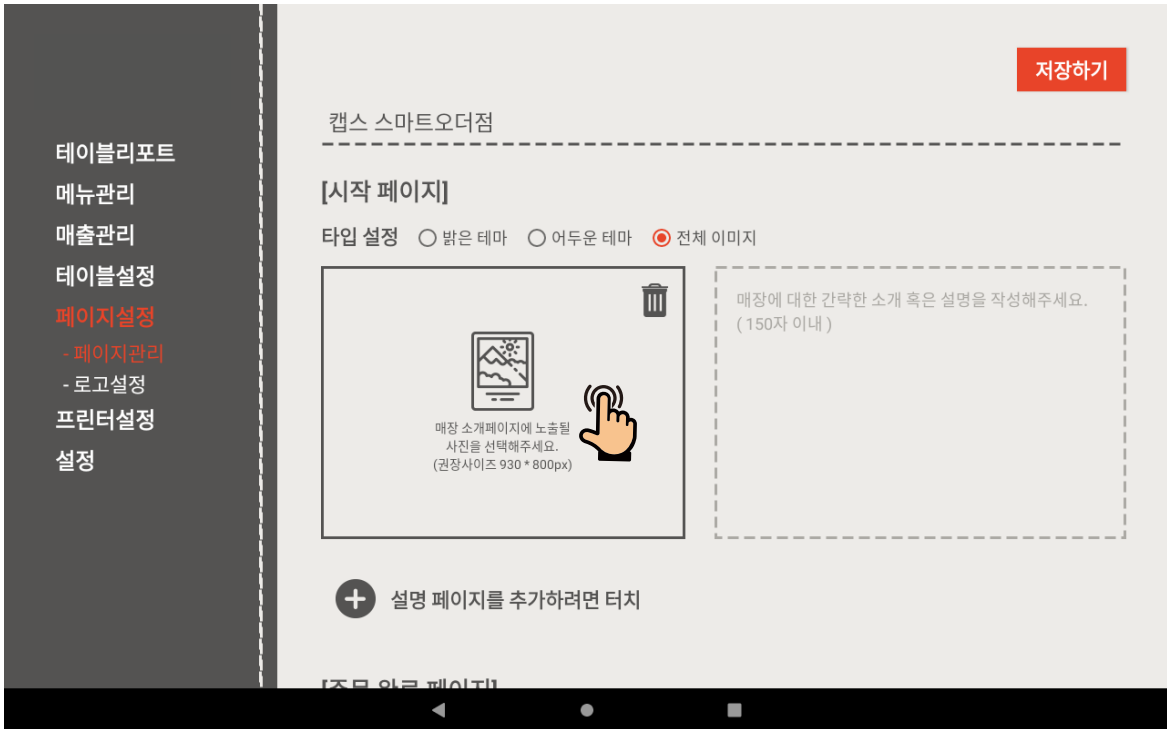 저장하기
캡스 스마트오더점
테이블리포트
메뉴관리
매출관리
테이블설정
페이지설정
- 페이지관리
- 로고설정
프린터설정
설정
[시작 페이지]
타입 설정 밝은 테마 어두운 테마 전체 이미지
매장 소개페이지에 노출될
사진을 선택해주세요.
(권장사이즈 930 * 800px)
매장에 대한 간략한 소개 혹은 설명을 작성해주세요.
( 150자 이내 )
설명 페이지를 추가하려면 터치
[주문 완료 페이지]